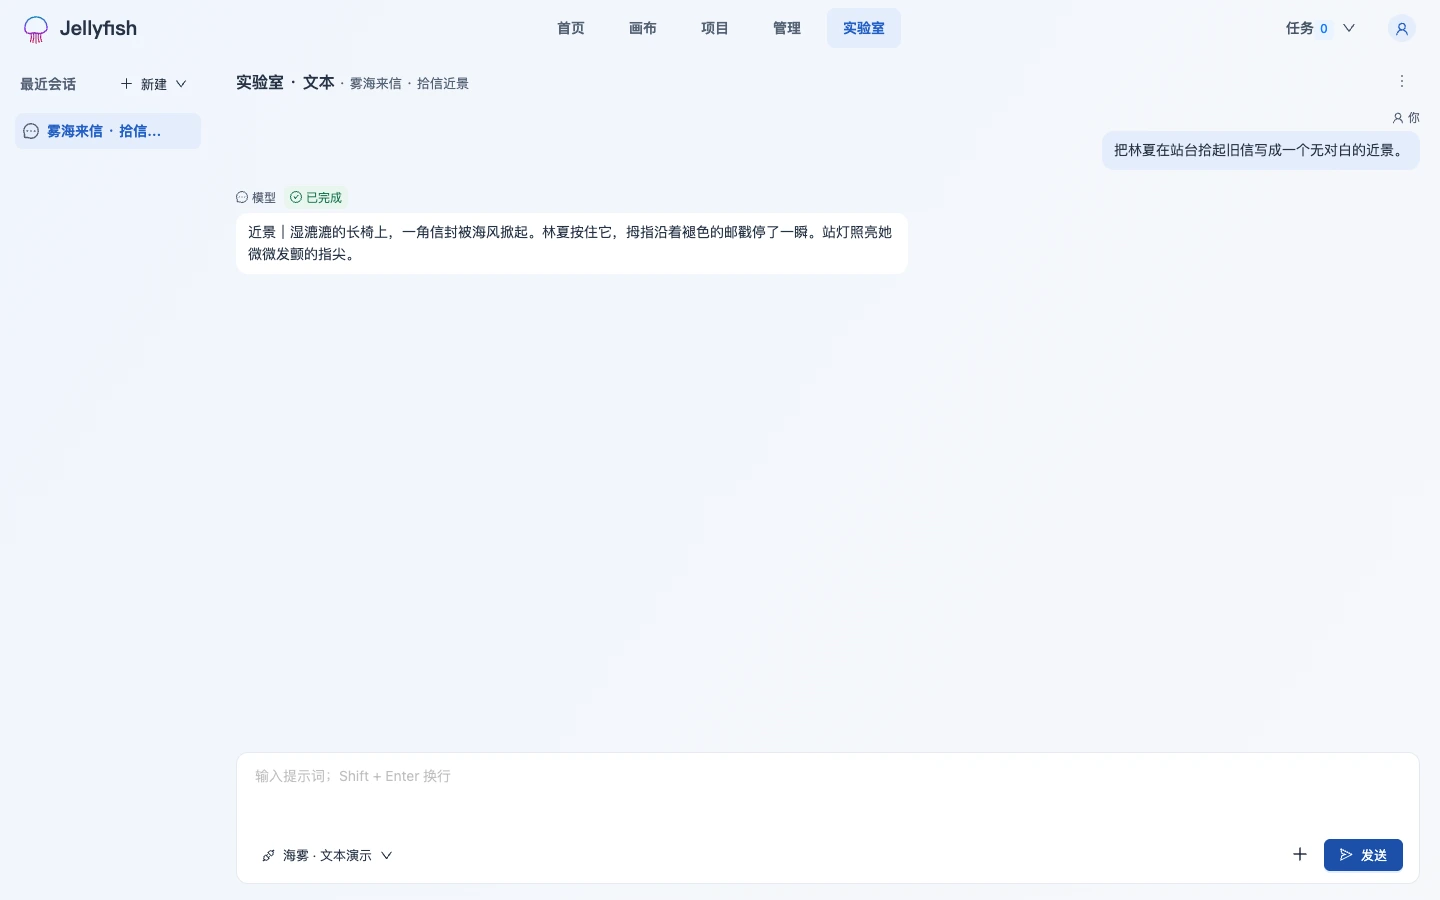 Jellyfish
首页
画布
项目
管理
实验室
任务 0
最近会话
新建
雾海来信 · 拾信...
实验室 · 文本 · 雾海来信 · 拾信近景
你
把林夏在站台拾起旧信写成一个无对白的近景。
模型
已完成
近景｜湿漉漉的长椅上，一角信封被海风掀起。林夏按住它，拇指沿着褪色的邮戳停了一瞬。站灯照亮她
微微发颤的指尖。
输入提示词；Shift + Enter 换行
海雾 · 文本演示
发送